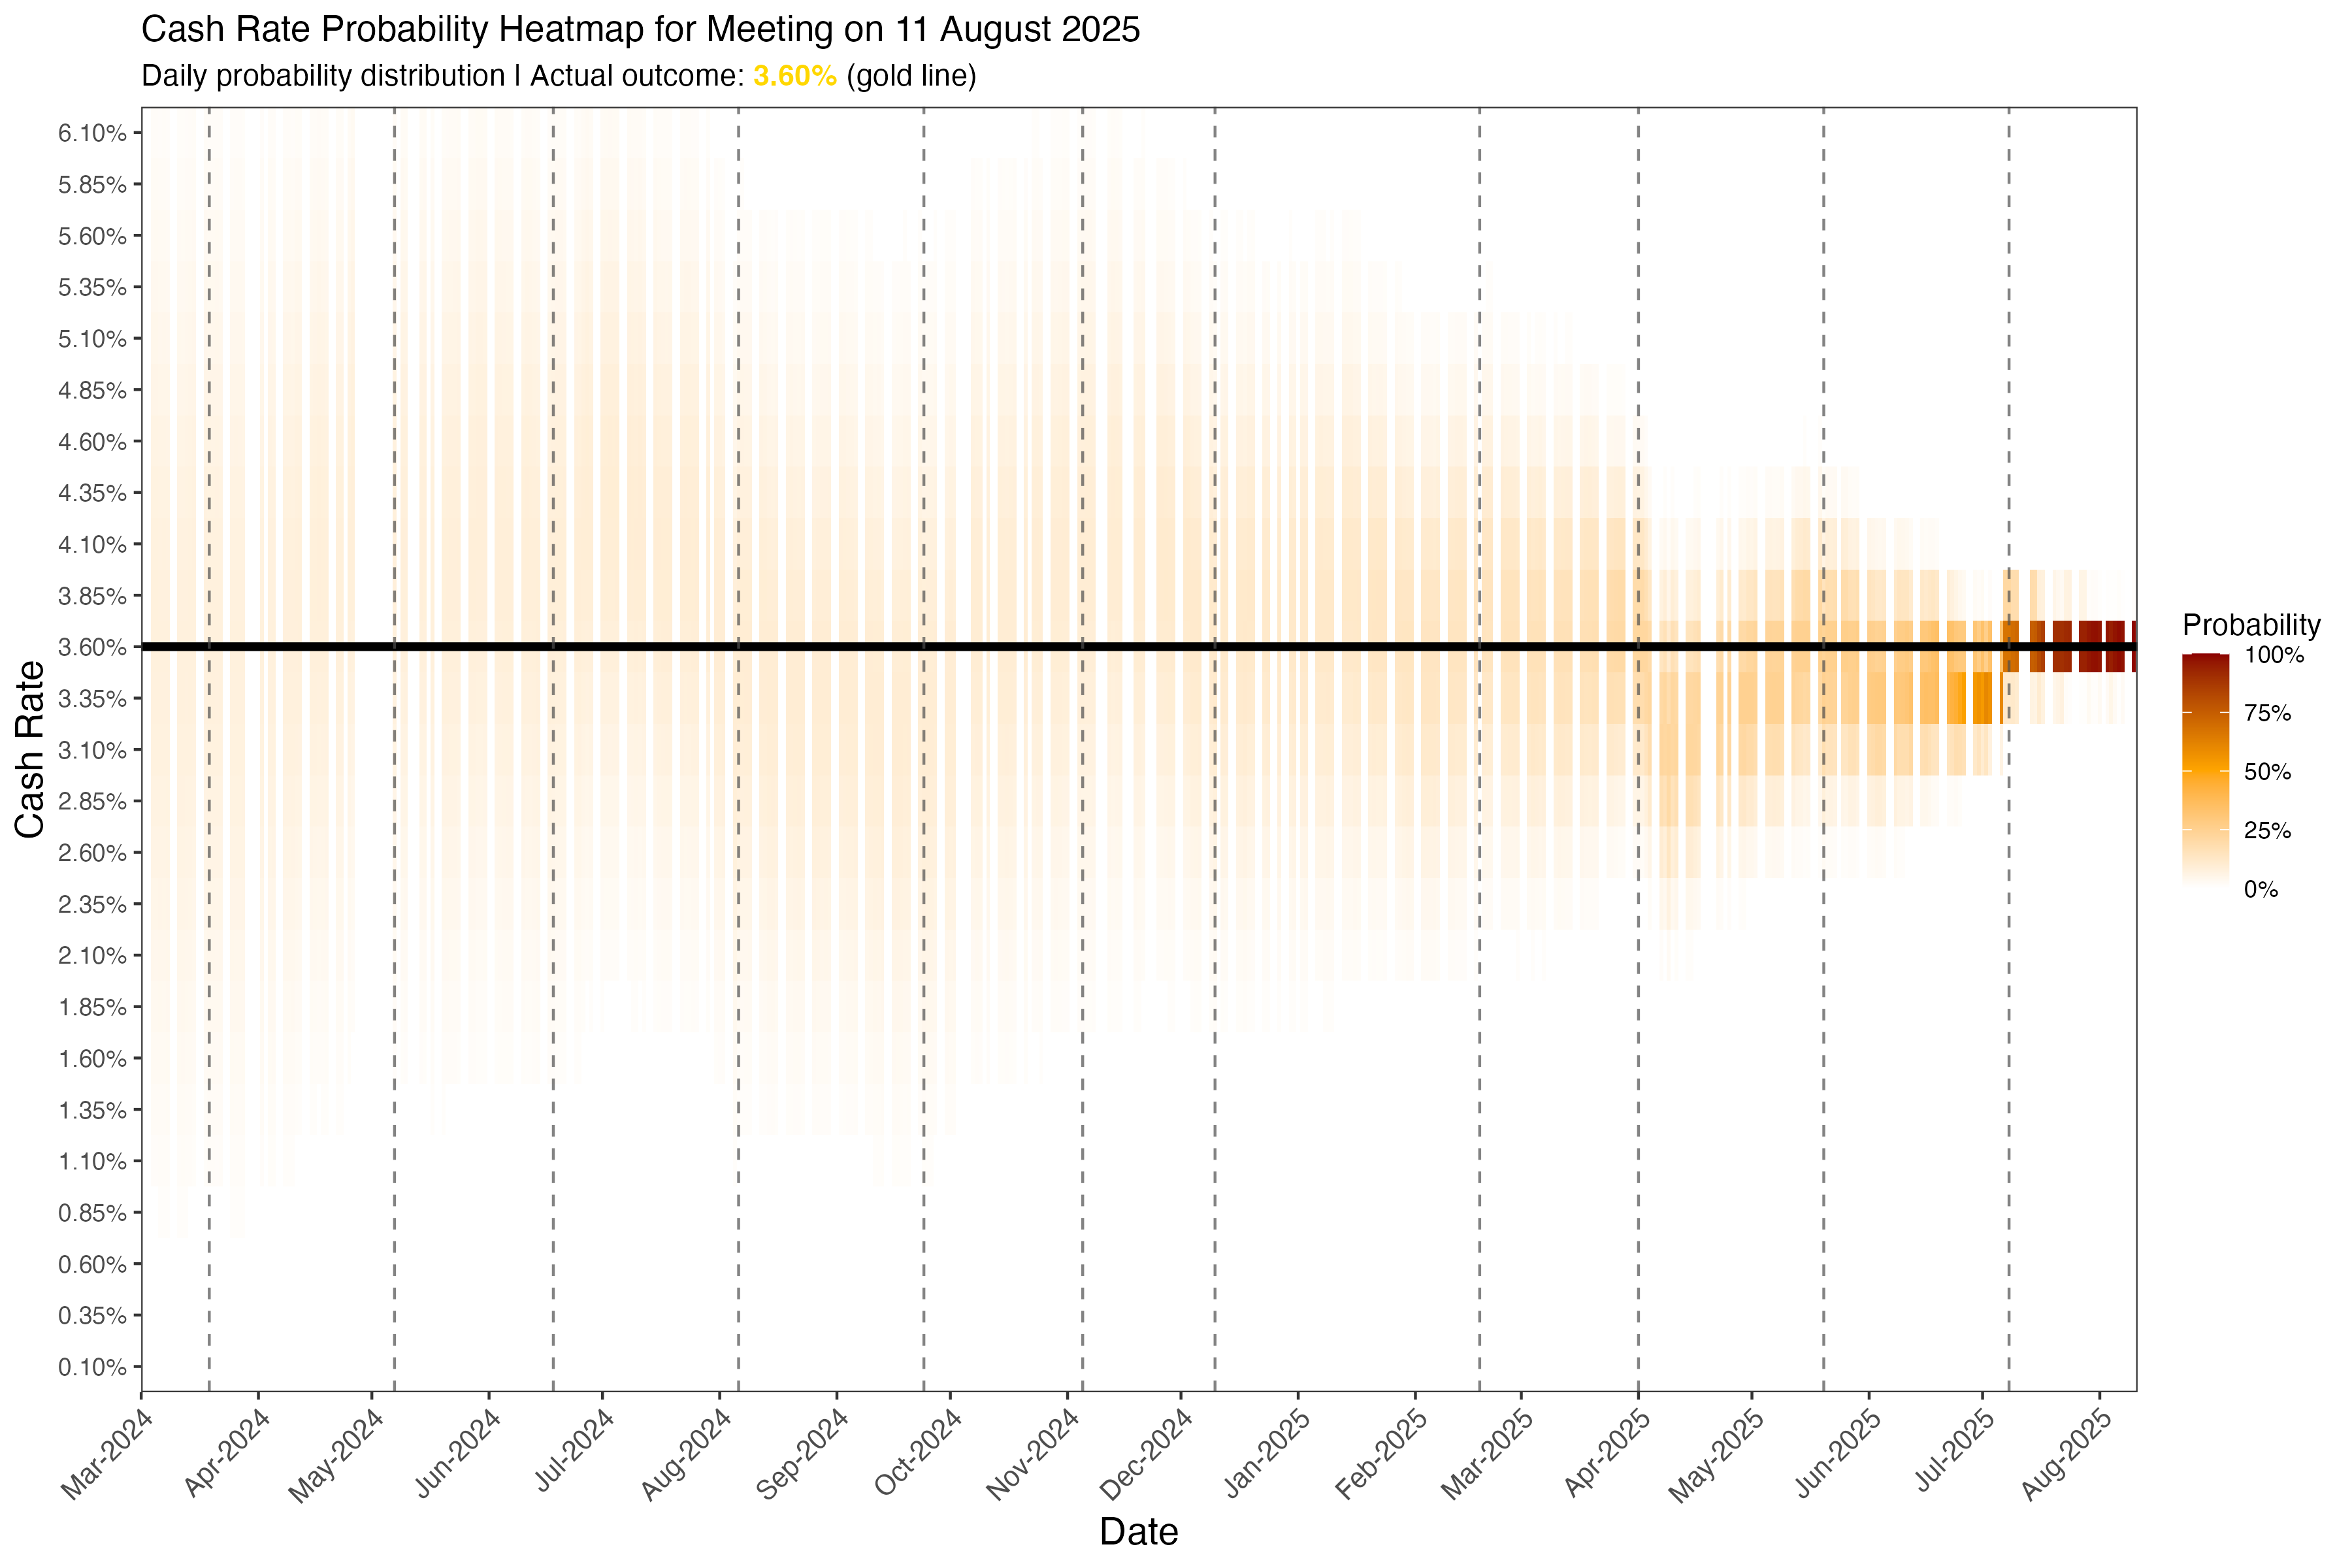 Cash Rate Probability Heatmap for Meeting on 11 August 2025
Daily probability distribution | Actual outcome: 3.60% (gold line)
Cash Rate
6.10%
5.85%
5.60%
5.35%
5.10%
4.85%
4.60%
4.35%
4.10%
3.85%
3.60%
3.35%
3.10%
2.85%
2.60%
2.35%
2.10%
1.85%
1.60%
1.35%
1.10%
0.85%
0.60%
0.35%
0.10%
Mar-2024
Apr-2024
May-2024
Jun-2024
Jul-2024
Aug-2024
Sep-2024
Oct-2024
Nov-2024
Dec-2024
Jan-2025
Feb-2025
Mar-2025
Apr-2025
May-2025
Jun-2025
Jul-2025
Aug-2025
Date
Probability
100%
75%
50%
25%
0%